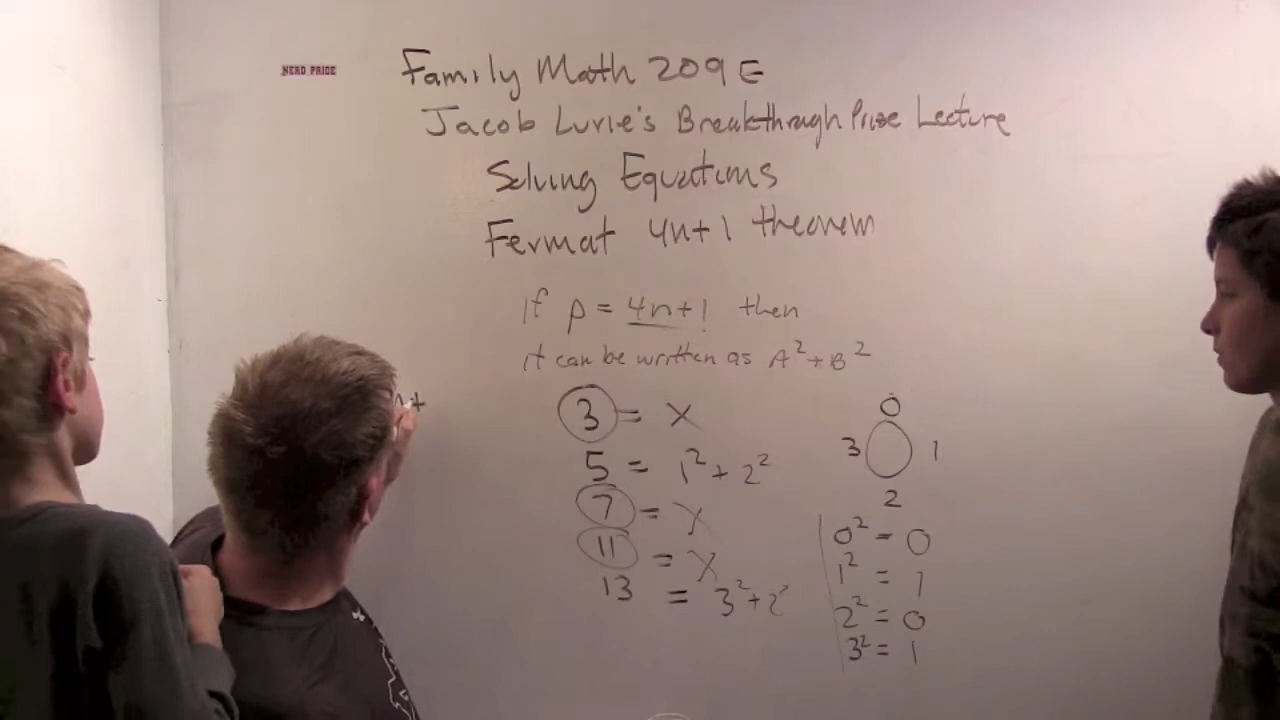 NERD PRIDE
Family Math 209E
Jacob Lurie's Breakthrough Prize Lecture
Solving Equations
Fermat 4n+1 theorem
If p = 4n+1 then
it can be written as A²+B²
3 = X
5 = 1² + 2²
7 = X
11 = X
13 = 3²+2²
0
3 1
2
0² = 0
1² = 1
2² = 0
3² = 1